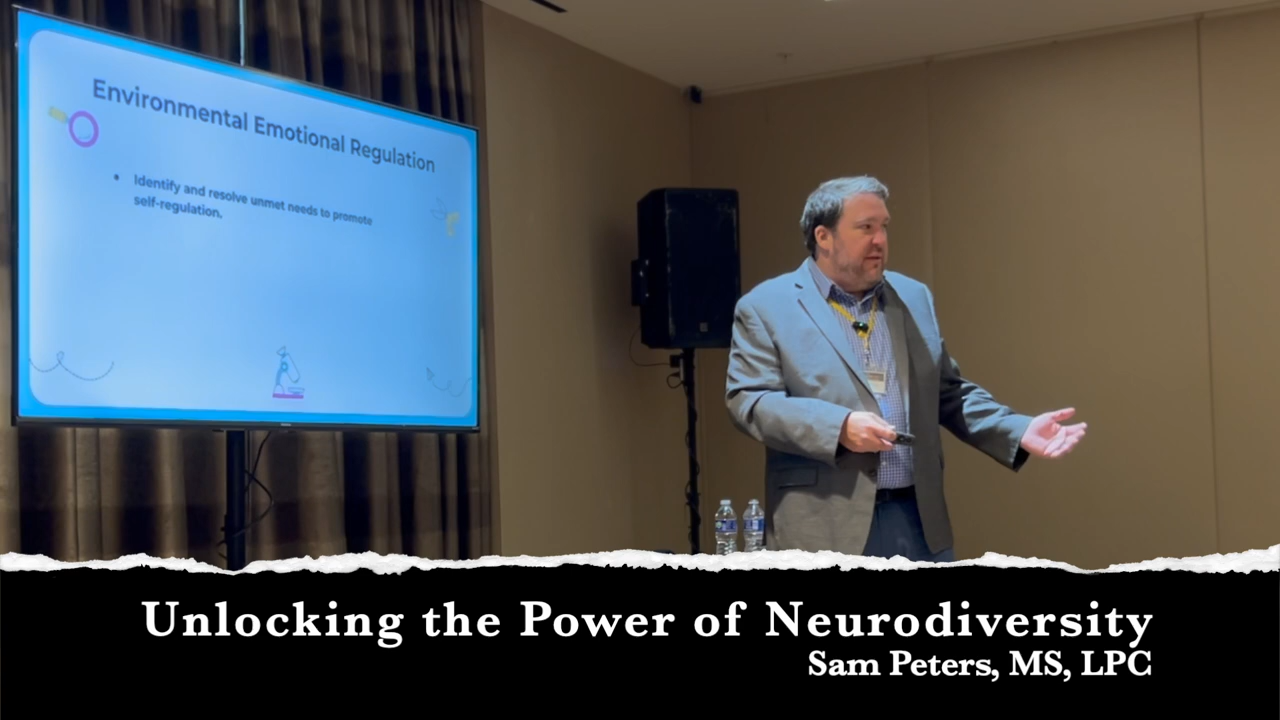 Environmental Emotional Regulation
• Identify and resolve unmet needs to promote
self-regulation.
Unlocking the Power of Neurodiversity
Sam Peters, MS, LPC